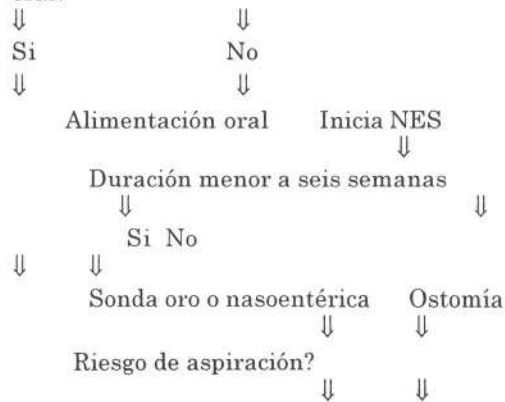 ⇓ ⇓
Si No
⇓ ⇓
Alimentación oral Inicia NES
⇓
Duración menor a seis semanas
⇓ ⇓
Si No
⇓ ⇓
Sonda oro o nasoentérica Ostomía
⇓ ⇓
Riesgo de aspiración?
⇓ ⇓